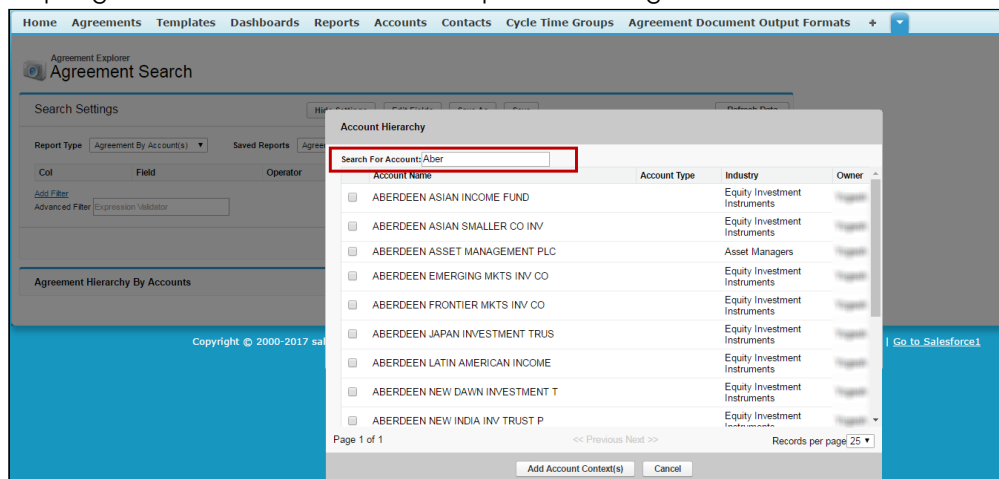 Home Agreements Templates Dashboards Reports Accounts Contacts Cycle Time Groups Agreement Document Output Formats +
Agreement Explorer
Agreement Search
Search Settings
Report Type Agreement By Account(s) Saved Reports
Col Field Operator
Add Filter
Advanced Filter Expression Validator
Agreement Hierarchy By Accounts
Account Hierarchy
Search For Account: Aber
Account Name Account Type Industry Owner
ABERDEEN ASIAN INCOME FUND Equity Investment Instruments
ABERDEEN ASIAN SMALLER CO INV Equity Investment Instruments
ABERDEEN ASSET MANAGEMENT PLC Asset Managers
ABERDEEN EMERGING MKTS INV CO Equity Investment Instruments
ABERDEEN FRONTIER MKTS INV CO Equity Investment Instruments
ABERDEEN JAPAN INVESTMENT TRUS Equity Investment Instruments
ABERDEEN LATIN AMERICAN INCOME Equity Investment Instruments
ABERDEEN NEW DAWN INVESTMENT T Equity Investment Instruments
ABERDEEN NEW INDIA INV TRUST P Equity Investment
Page 1 of 1 << Previous Next >> Records per page 25
Add Account Context(s) Cancel
Copyright © 2000-2017 sal
| Go to Salesforce1